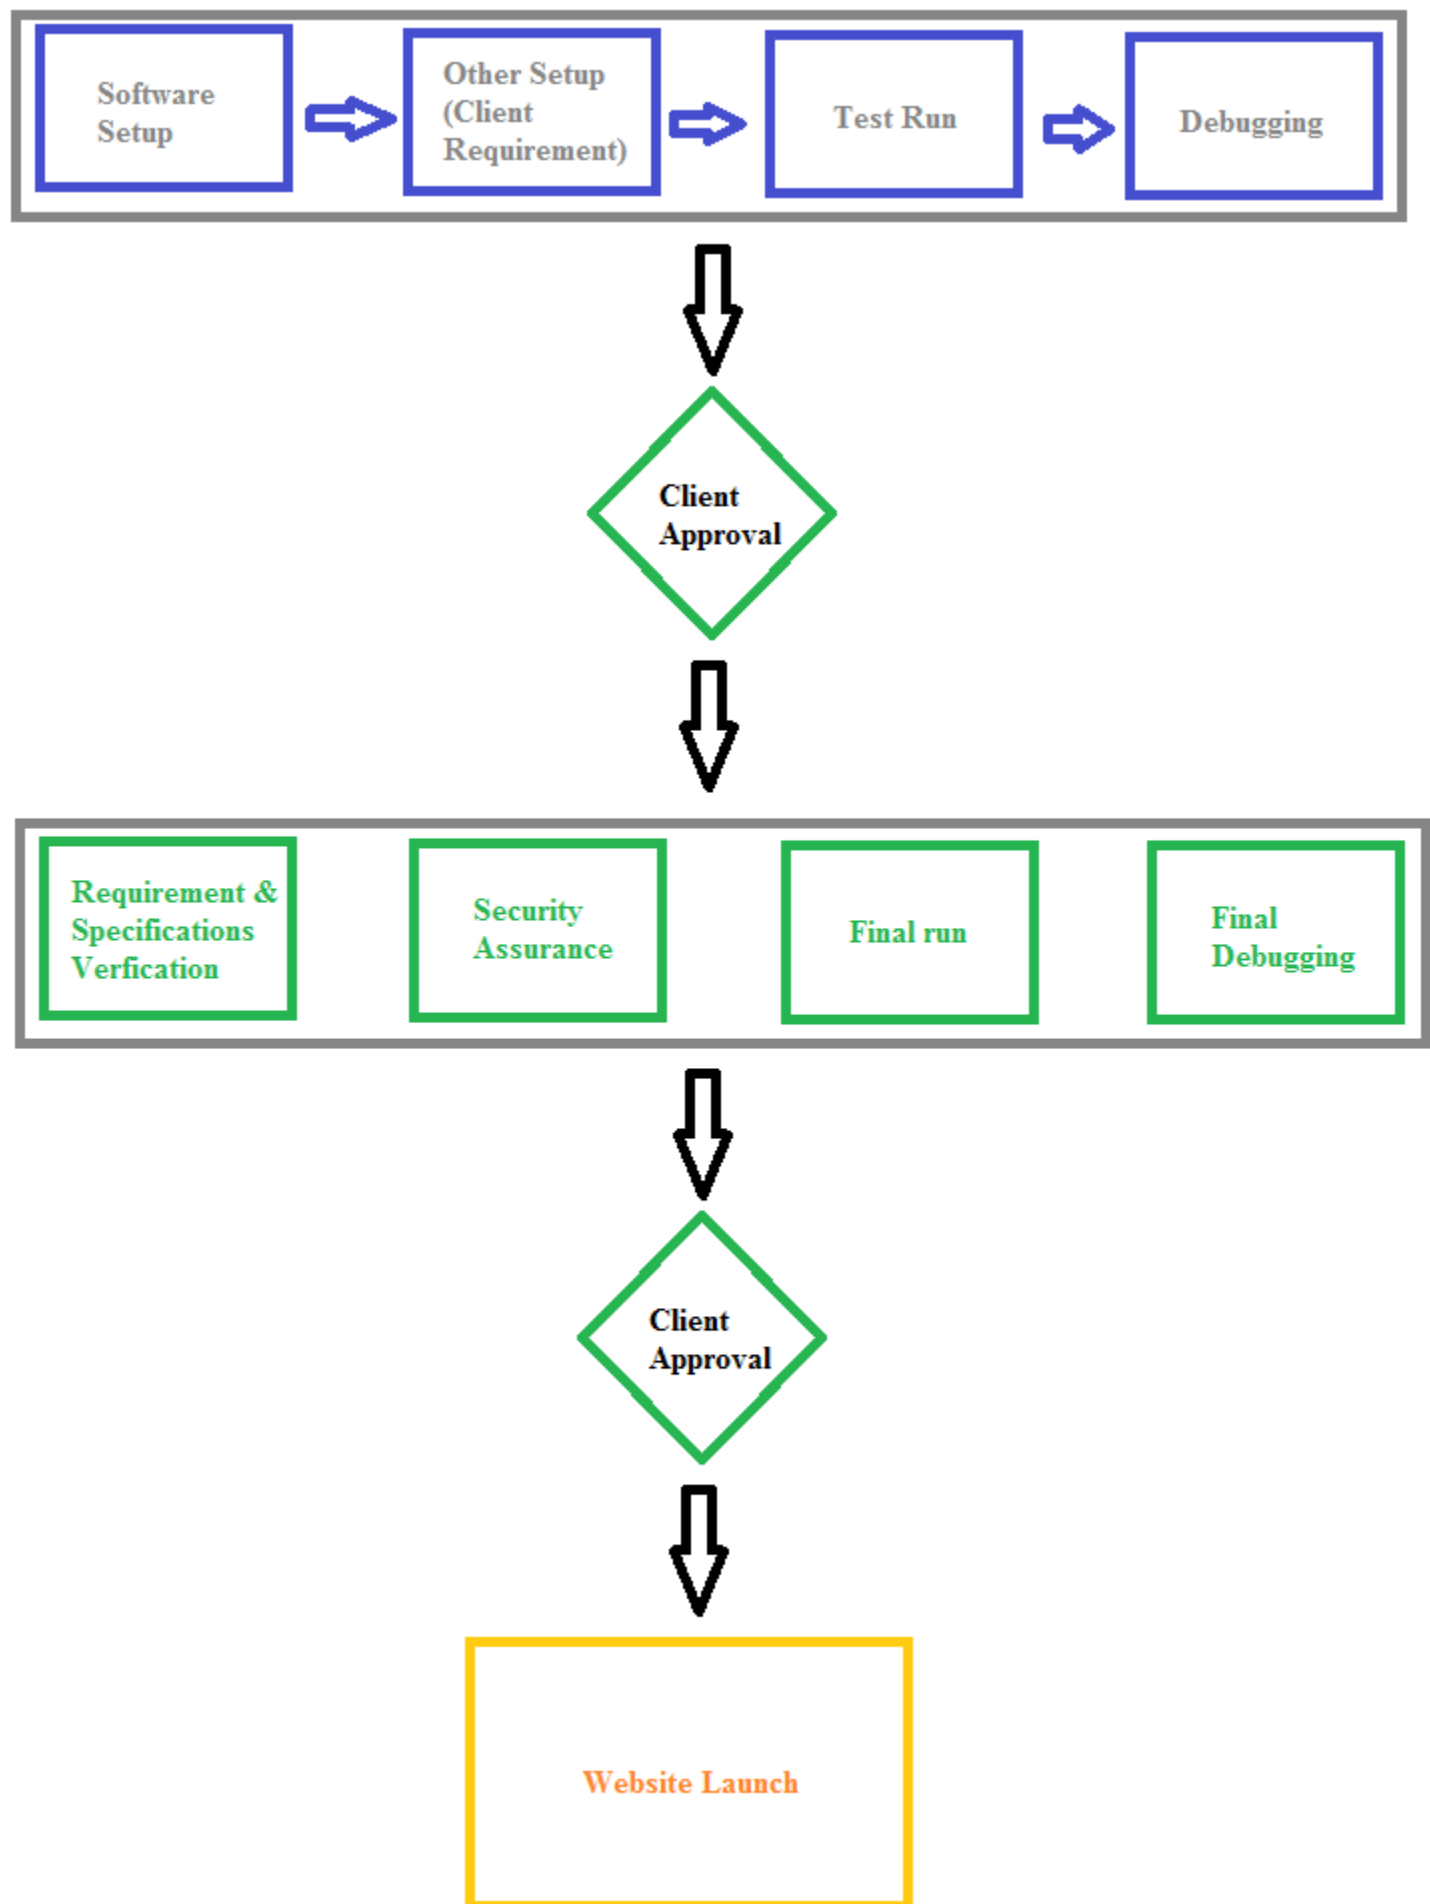 Software
Setup
Other Setup
(Client
Requirement)
Test Run
Debugging
Client
Approval
Requirement &
Specifications
Verfication
Security
Assurance
Final run
Final
Debugging
Client
Approval
Website Launch